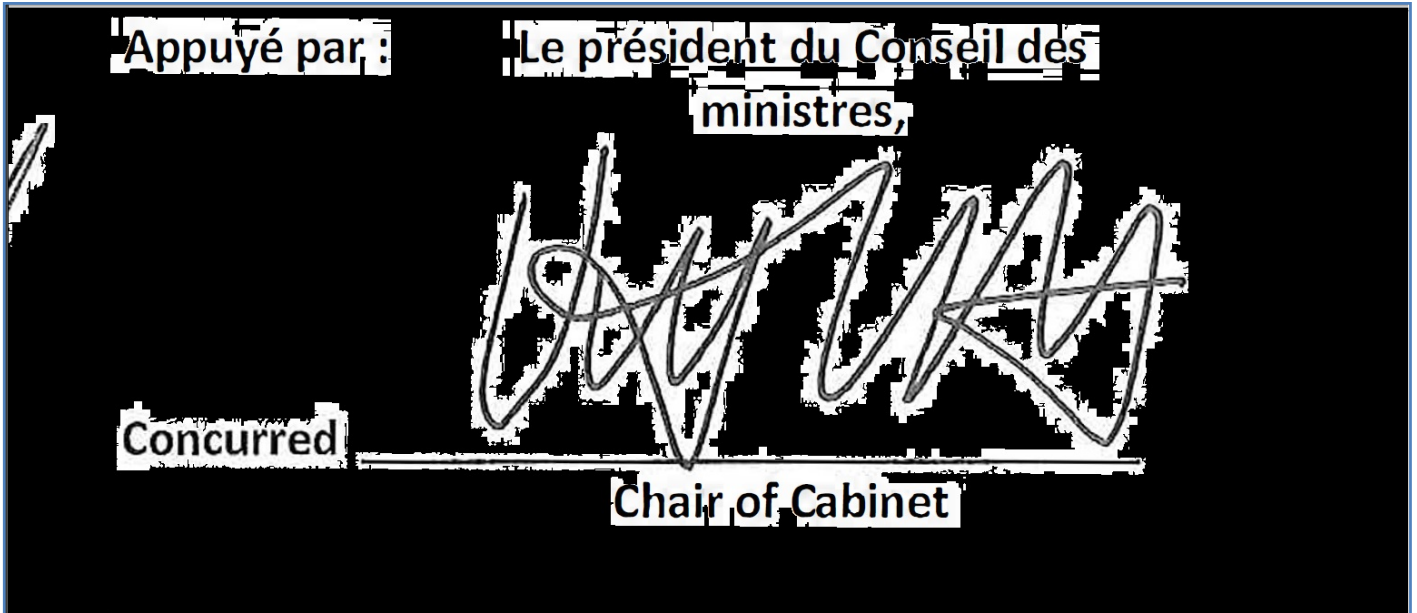 Appuyé par : Le président du Conseil des
ministres,
Concurred
Chair of Cabinet